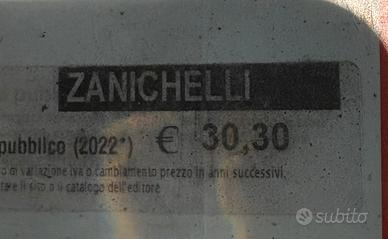 ZANICHELLI
pubblico (2022*) € 30,30
di variazione iva o cambiamento prezzo in anni successivi,
il sito o il catalogo dell'editore
subito